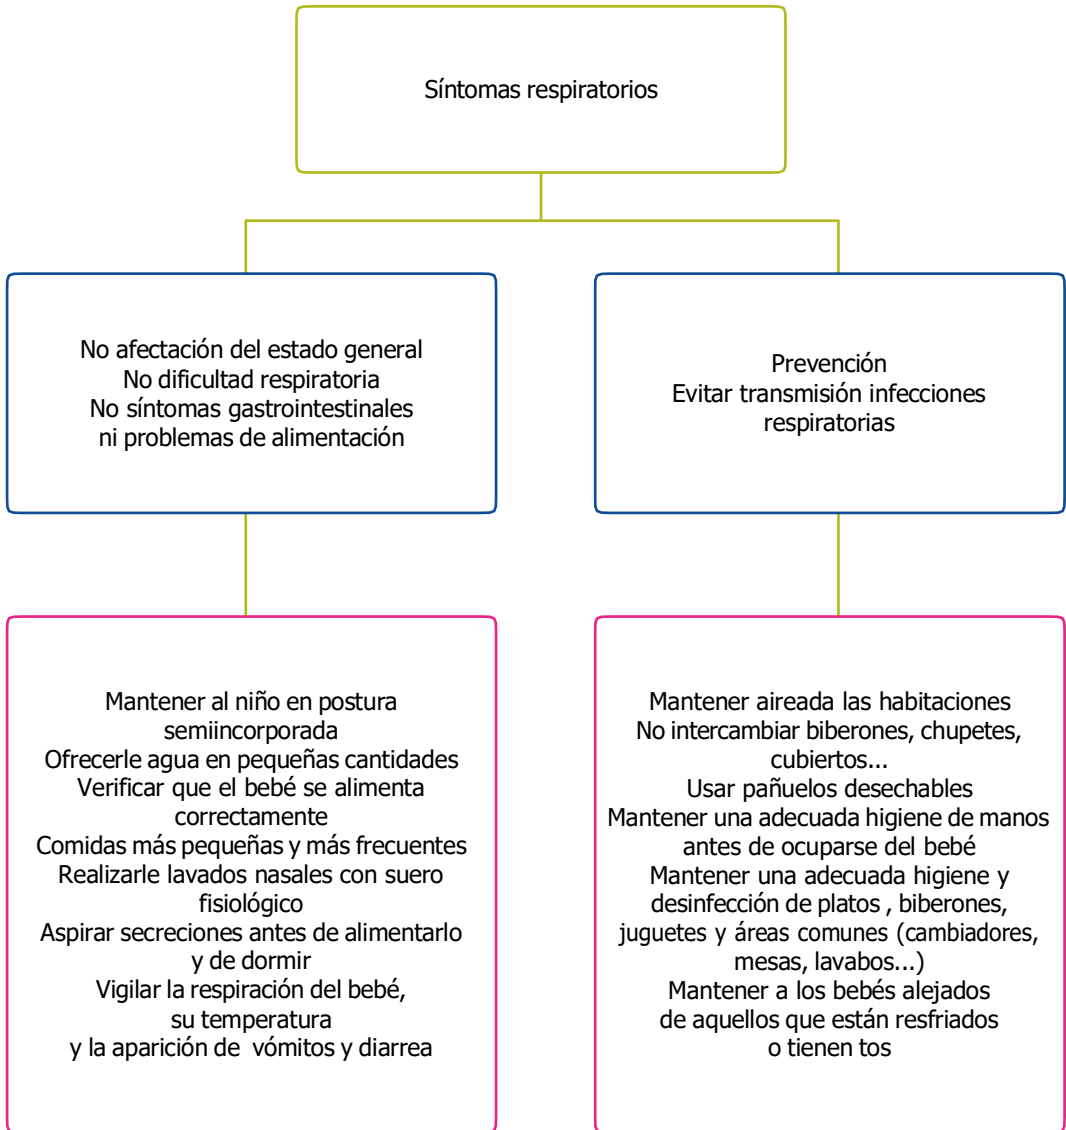 Síntomas respiratorios
No afectación del estado general
No dificultad respiratoria
No síntomas gastrointestinales
ni problemas de alimentación
Prevención
Evitar transmisión infecciones
respiratorias
Mantener al niño en postura
semiincorporada
Ofrecerle agua en pequeñas cantidades
Verificar que el bebé se alimenta
correctamente
Comidas más pequeñas y más frecuentes
Realizarle lavados nasales con suero
fisiológico
Aspirar secreciones antes de alimentarlo
y de dormir
Vigilar la respiración del bebé,
su temperatura
y la aparición de vómitos y diarrea
Mantener aireada las habitaciones
No intercambiar biberones, chupetes,
cubiertos...
Usar pañuelos desechables
Mantener una adecuada higiene de manos
antes de ocuparse del bebé
Mantener una adecuada higiene y
desinfección de platos , biberones,
juguetes y áreas comunes (cambiadores,
mesas, lavabos...)
Mantener a los bebés alejados
de aquellos que están resfriados
o tienen tos